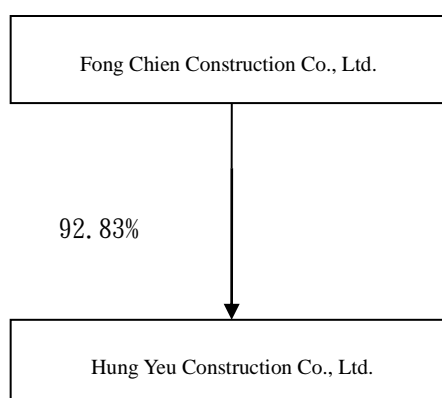 Fong Chien Construction Co., Ltd.
92.83%
Hung Yeu Construction Co., Ltd.